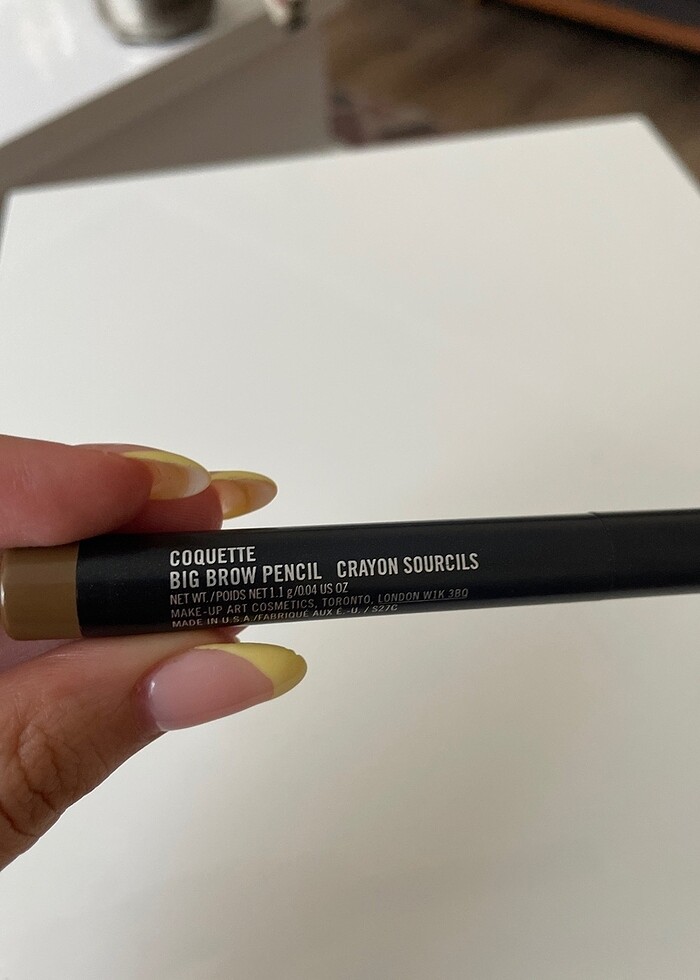 COQUETTE
BIG BROW PENCIL CRAYON SOURCILS
NET WT. / POIDS NET 1.1 g/0.04 US OZ
MAKE-UP ART COSMETICS, TORONTO, LONDON W1K 3BQ
MADE IN U.S.A./FABRIQUÉ AUX É.-U. / S27C